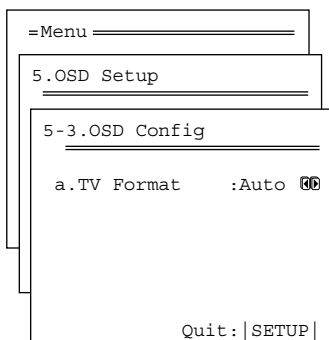 Menu
5.OSD Setup
5-3.OSD Config
a.TV Format :Auto
Quit:|SETUP|